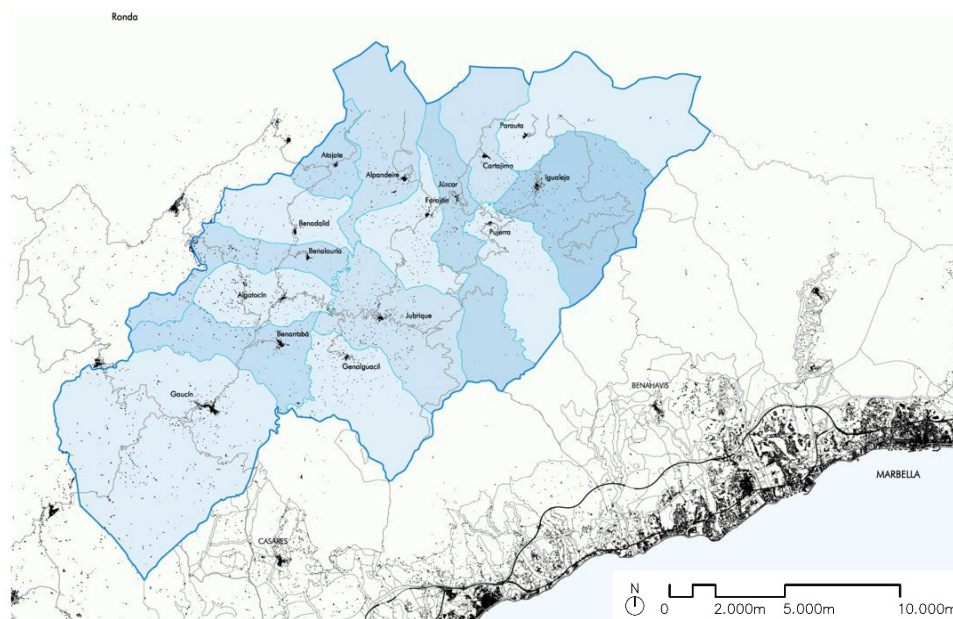 Ronda
Parauta
Atajate
Cartajima
Alpandeire
Igualeja
Júzcar
Faraján
Benadalid
Pujerra
Benalauría
Algatocín
Jubrique
Benarrabá
Genalguacil
BENAHAVIS
Gaucín
MARBELLA
CASARES
N
0 2.000m 5.000m 10.000m